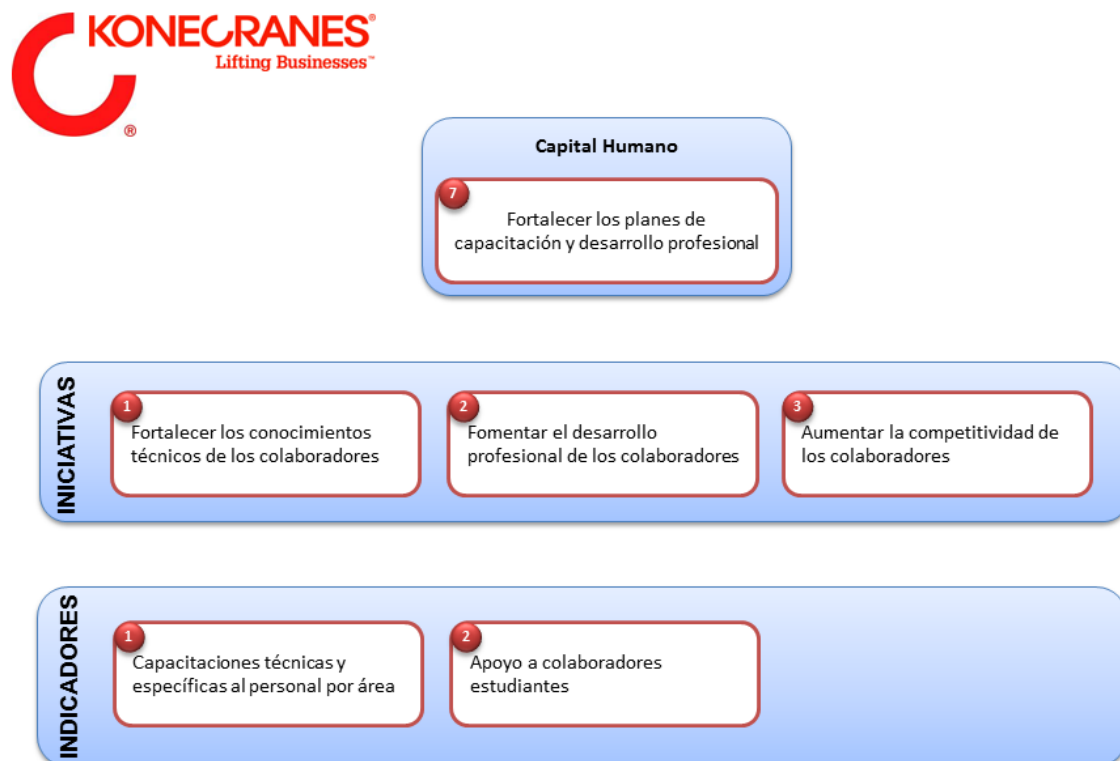 KONECRANES®
Lifting Businesses™
®
Capital Humano
7
Fortalecer los planes de
capacitación y desarrollo profesional
INICIATIVAS
1
Fortalecer los conocimientos
técnicos de los colaboradores
2
Fomentar el desarrollo
profesional de los colaboradores
3
Aumentar la competitividad de
los colaboradores
INDICADORES
1
Capacitaciones técnicas y
específicas al personal por área
2
Apoyo a colaboradores
estudiantes